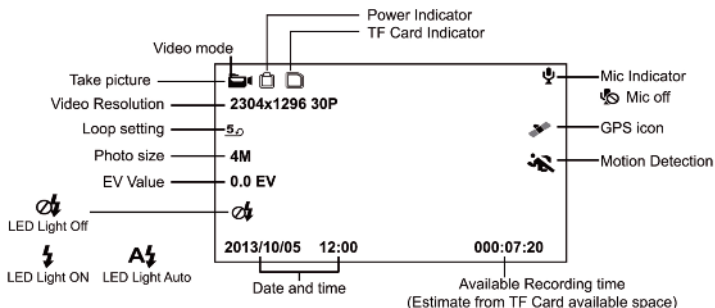 Power Indicator
TF Card Indicator
Video mode
Take picture
Mic Indicator
Mic off
Video Resolution
2304x1296 30P
Loop setting
5
GPS icon
Photo size
4M
Motion Detection
EV Value
0.0 EV
LED Light Off
2013/10/05 12:00
000:07:20
A
LED Light ON
LED Light Auto
Date and time
Available Recording time
(Estimate from TF Card available space)